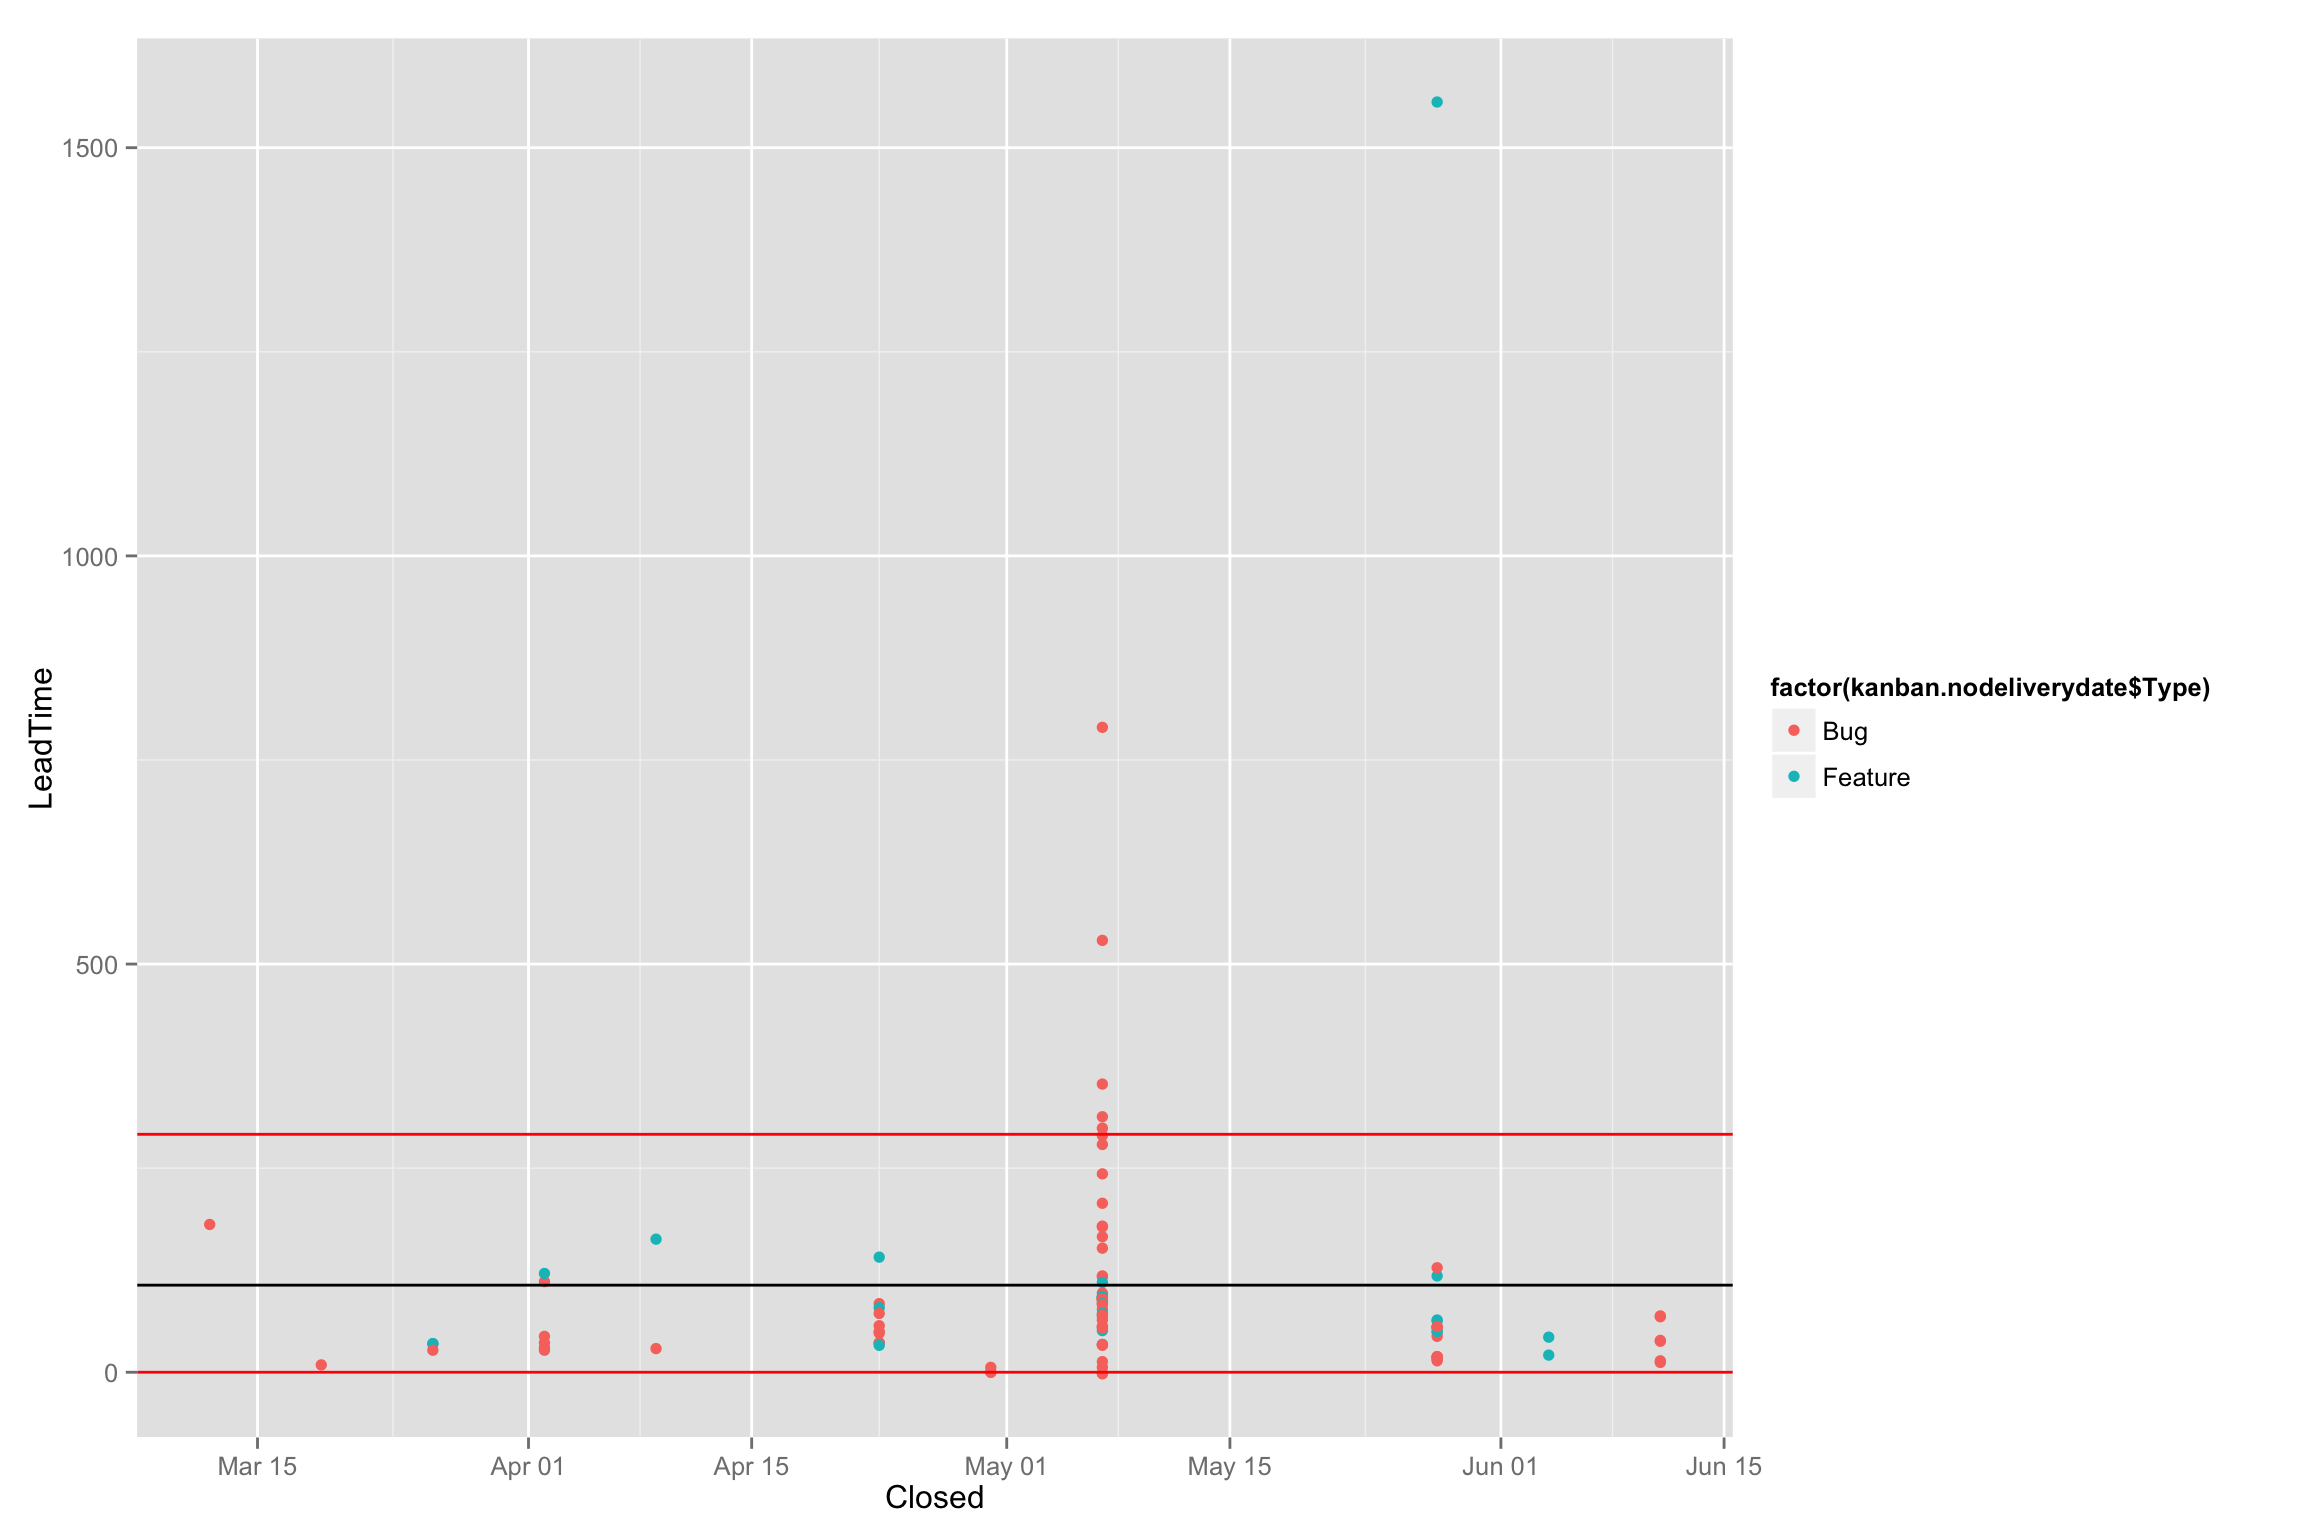 1500
1000
500
0
LeadTime
Mar 15
Apr 01
Apr 15
May 01
May 15
Jun 01
Jun 15
Closed
factor(kanban.nodeliverydate$Type)
Bug
Feature